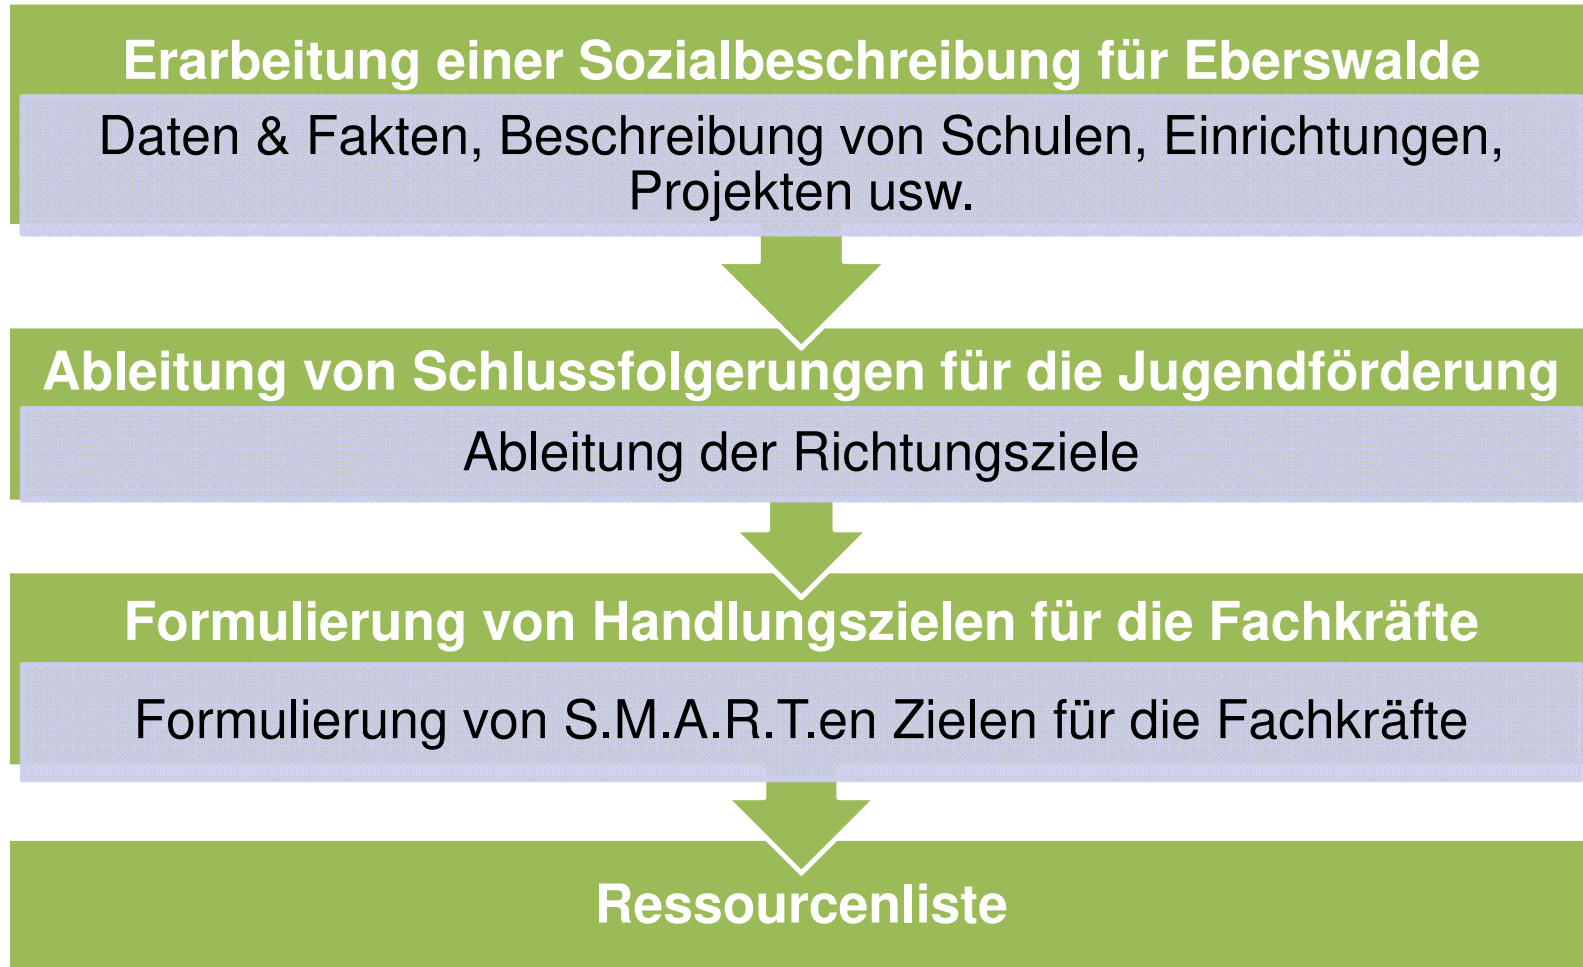 Erarbeitung einer Sozialbeschreibung für Eberswalde
Daten & Fakten, Beschreibung von Schulen, Einrichtungen,
Projekten usw.
Ableitung von Schlussfolgerungen für die Jugendförderung
Ableitung der Richtungsziele
Formulierung von Handlungszielen für die Fachkräfte
Formulierung von S.M.A.R.T.en Zielen für die Fachkräfte
Ressourcenliste